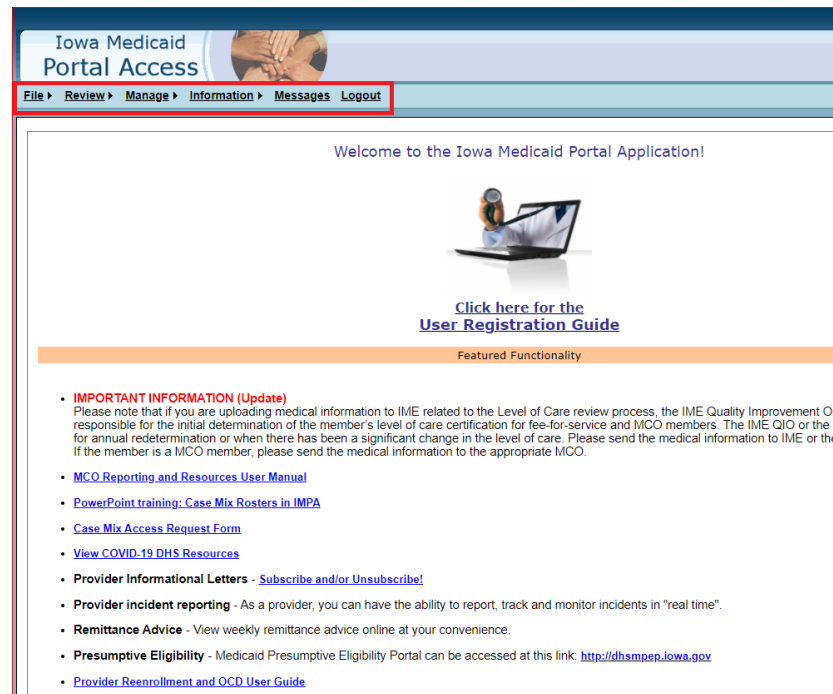 Iowa Medicaid
Portal Access
File Review Manage Information Messages Logout
Welcome to the Iowa Medicaid Portal Application!
Click here for the
User Registration Guide
Featured Functionality
IMPORTANT INFORMATION (Update)
Please note that if you are uploading medical information to IME related to the Level of Care review process, the IME Quality Improvement
responsible for the initial determination of the member's level of care certification for fee-for-service and MCO members. The IME QIO or the
for annual redetermination or when there has been a significant change in the level of care. Please send the medical information to IME or
If the member is a MCO member, please send the medical information to the appropriate MCO.
MCO Reporting and Resources User Manual
PowerPoint training: Case Mix Rosters in IMPA
Case Mix Access Request Form
View COVID-19 DHS Resources
Provider Informational Letters - Subscribe and/or Unsubscribe!
Provider incident reporting - As a provider, you can have the ability to report, track and monitor incidents in "real time".
Remittance Advice - View weekly remittance advice online at your convenience.
Presumptive Eligibility - Medicaid Presumptive Eligibility Portal can be accessed at this link: http://dhsmpep.iowa.gov
Provider Reenrollment and OCD User Guide